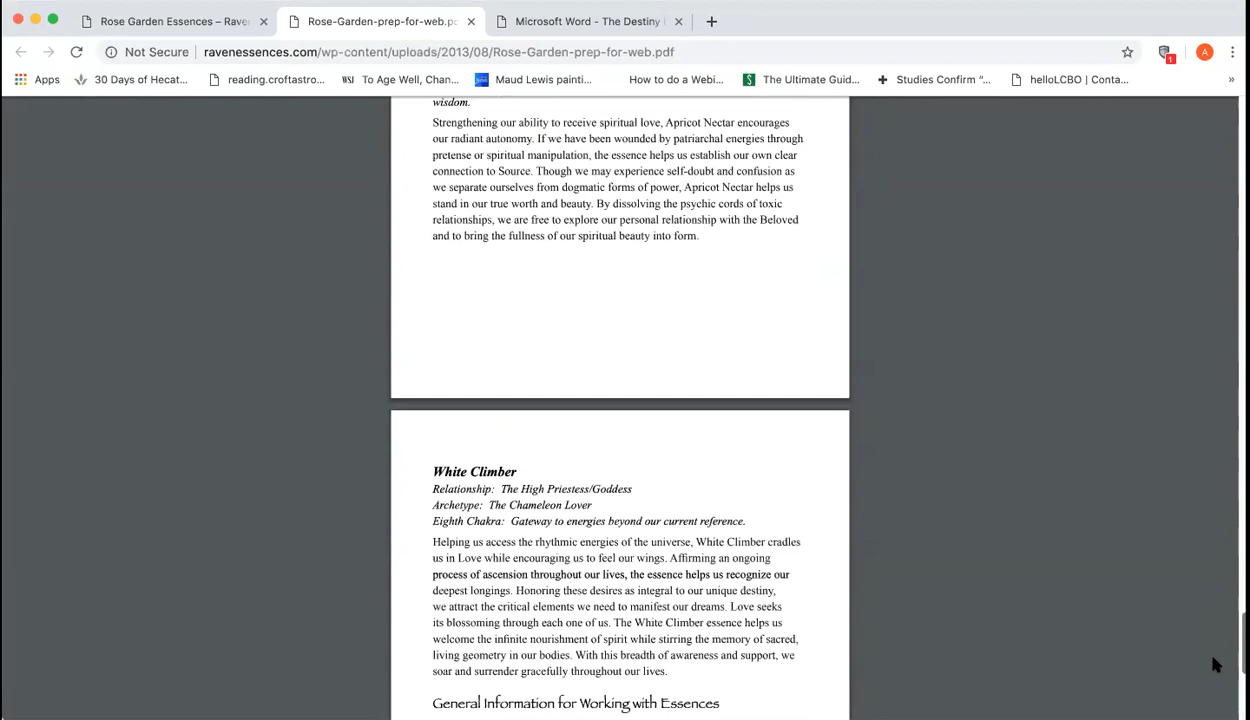 Rose Garden Essences – Rave
Rose-Garden-prep-for-web.pc
Microsoft Word - The Destiny
Not Secure
ravenessences.com/wp-content/uploads/2013/08/Rose-Garden-prep-for-web.pdf
1
A
Apps
30 Days of Hecat...
reading.croftastro...
WSJ To Age Well, Chan...
Maud Lewis painti...
How to do a Webi...
The Ultimate Guid...
Studies Confirm "...
helloLCBO | Conta...
»
wisdom.
Strengthening our ability to receive spiritual love, Apricot Nectar encourages
our radiant autonomy. If we have been wounded by patriarchal energies through
pretense or spiritual manipulation, the essence helps us establish our own clear
connection to Source. Though we may experience self-doubt and confusion as
we separate ourselves from dogmatic forms of power, Apricot Nectar helps us
stand in our true worth and beauty. By dissolving the psychic cords of toxic
relationships, we are free to explore our personal relationship with the Beloved
and to bring the fullness of our spiritual beauty into form.
White Climber
Relationship: The High Priestess/Goddess
Archetype: The Chameleon Lover
Eighth Chakra: Gateway to energies beyond our current reference.
Helping us access the rhythmic energies of the universe, White Climber cradles
us in Love while encouraging us to feel our wings. Affirming an ongoing
process of ascension throughout our lives, the essence helps us recognize our
deepest longings. Honoring these desires as integral to our unique destiny,
we attract the critical elements we need to manifest our dreams. Love seeks
its blossoming through each one of us. The White Climber essence helps us
welcome the infinite nourishment of spirit while stirring the memory of sacred,
living geometry in our bodies. With this breadth of awareness and support, we
soar and surrender gracefully throughout our lives.
General Information for Working with Essences